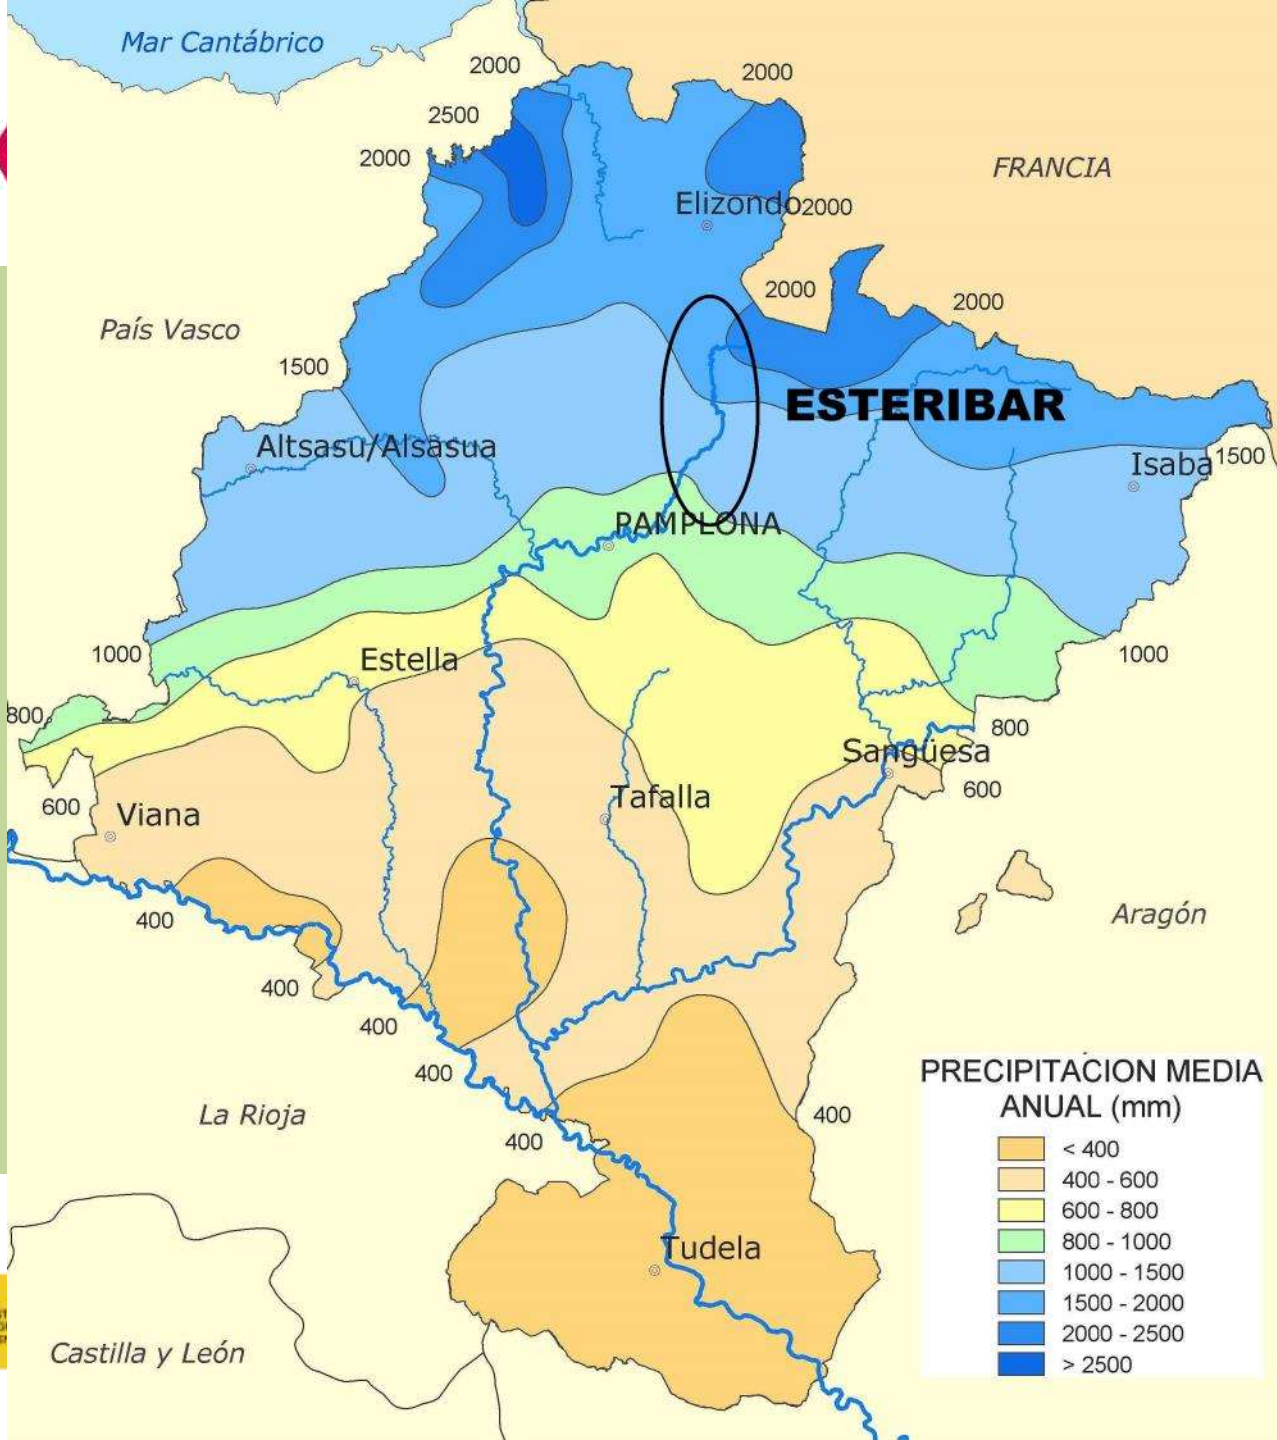 Mar Cantábrico
2000
2000
2500
2000
FRANCIA
Elizondo
2000
2000
2000
País Vasco
1500
ESTERIBAR
Altsasu/Alsasua
Isaba
1500
PAMPLONA
1000
Estella
1000
800
800
Sangüesa
600
Tafalla
600
Viana
Aragón
400
400
400
400
La Rioja
400
400
Tudela
Castilla y León
PRECIPITACION MEDIA
ANUAL (mm)
< 400
400 - 600
600 - 800
800 - 1000
1000 - 1500
1500 - 2000
2000 - 2500
> 2500